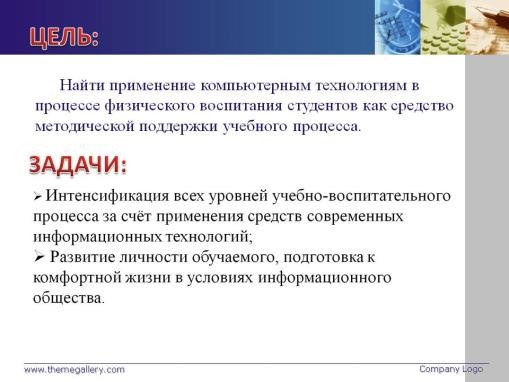 ЦЕЛЬ:
Найти применение компьютерным технологиям в
процессе физического воспитания студентов как средство
методической поддержки учебного процесса.
ЗАДАЧИ:
➢ Интенсификация всех уровней учебно-воспитательного
процесса за счёт применения средств современных
информационных технологий;
➢ Развитие личности обучаемого, подготовка к
комфортной жизни в условиях информационного
общества.
www.themegallery.com
Company Logo